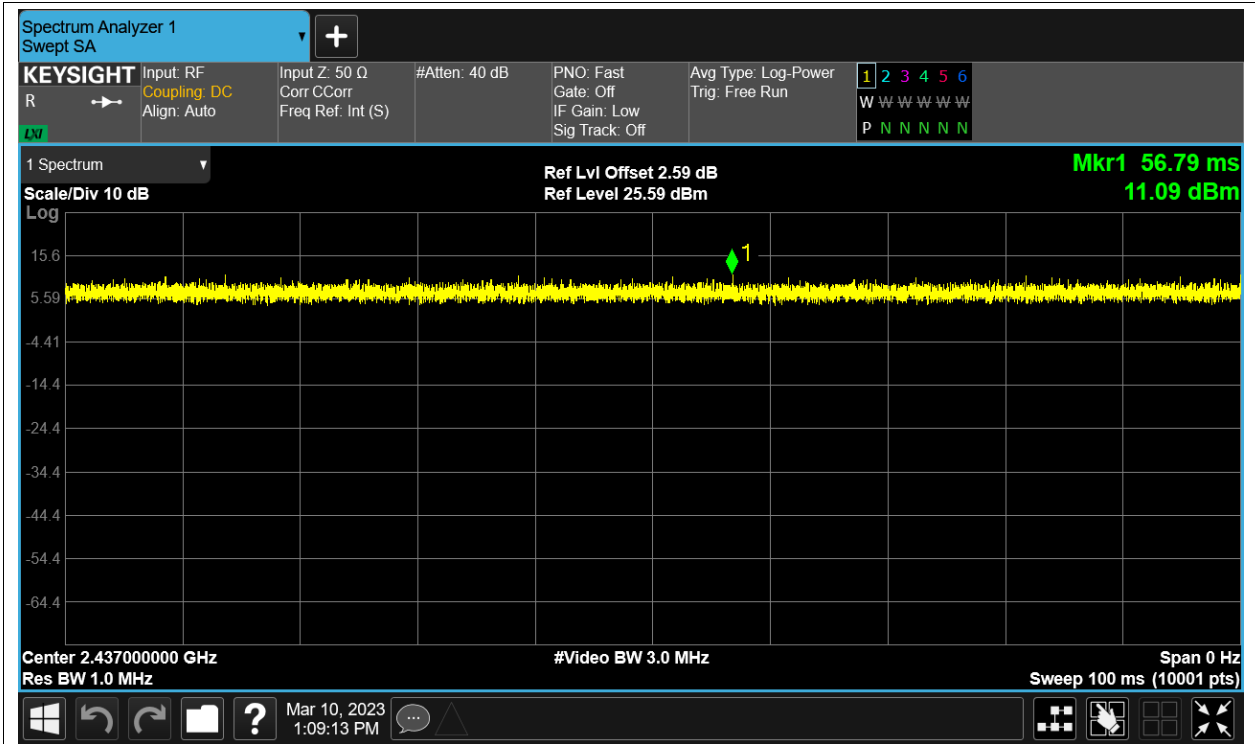 Spectrum Analyzer 1
Swept SA
KEYSIGHT
R
LXI
Input: RF
Coupling: DC
Align: Auto
Input Z: 50 Ω
Corr CCorr
Freq Ref: Int (S)
#Atten: 40 dB
PNO: Fast
Gate: Off
IF Gain: Low
Sig Track: Off
Avg Type: Log-Power
Trig: Free Run
1 2 3 4 5 6
W W W W W W
P N N N N N
1 Spectrum
Scale/Div 10 dB
Log
Ref Lvl Offset 2.59 dB
Ref Level 25.59 dBm
Mkr1 56.79 ms
11.09 dBm
1
15.6
5.59
-4.41
-14.4
-24.4
-34.4
-44.4
-54.4
-64.4
Center 2.437000000 GHz
Res BW 1.0 MHz
#Video BW 3.0 MHz
Span 0 Hz
Sweep 100 ms (10001 pts)
?
Mar 10, 2023
1:09:13 PM